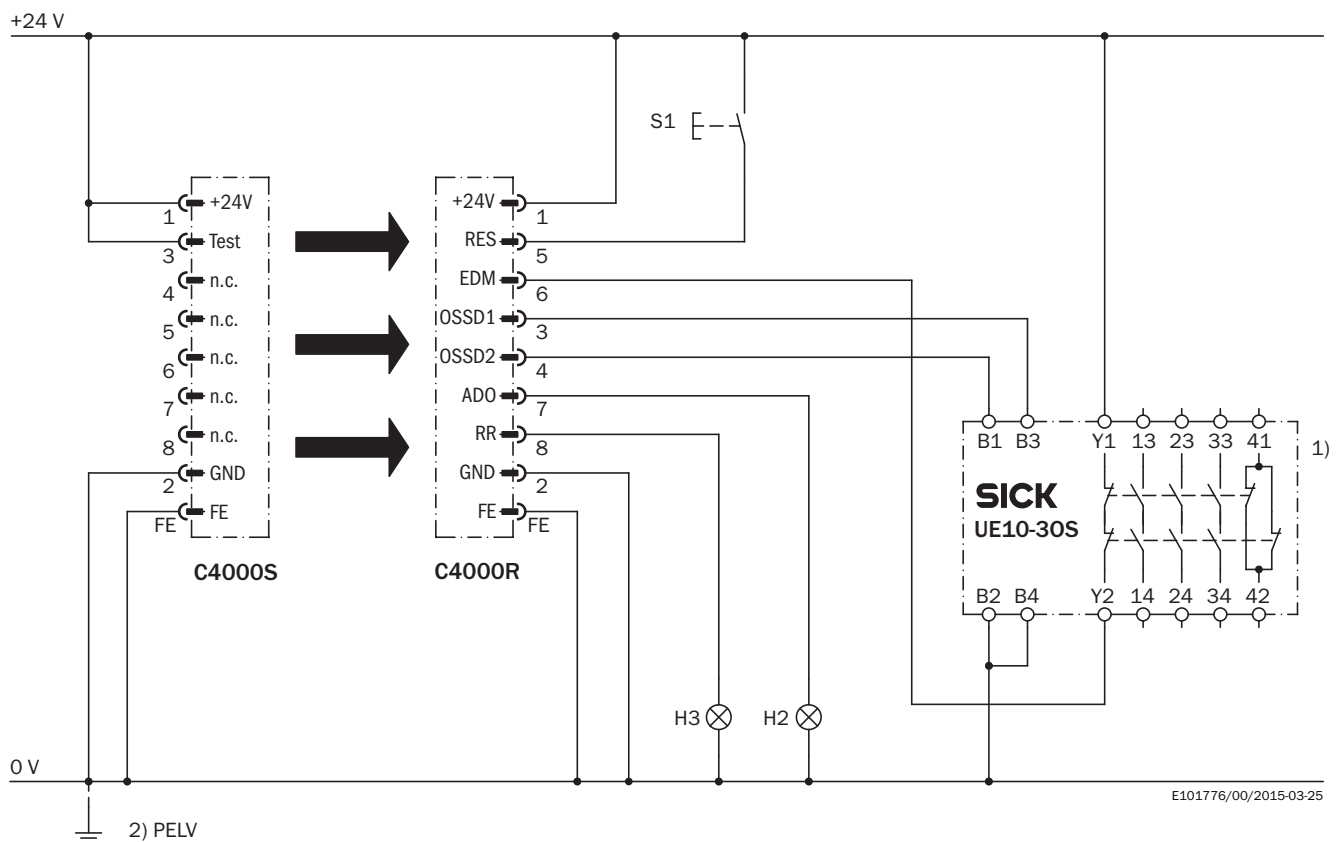 +24 V
S1
1 +24V
3 Test
4 n.c.
5 n.c.
6 n.c.
7 n.c.
8 n.c.
2 GND
FE FE
C4000S
+24V 1
RES 5
EDM 6
OSSD1 3
OSSD2 4
ADO 7
RR 8
GND 2
FE FE
C4000R
B1 B3 Y1 13 23 33 41
1)
SICK
UE10-30S
B2 B4 Y2 14 24 34 42
H3 H2
0 V
E101776/00/2015-03-25
2) PELV